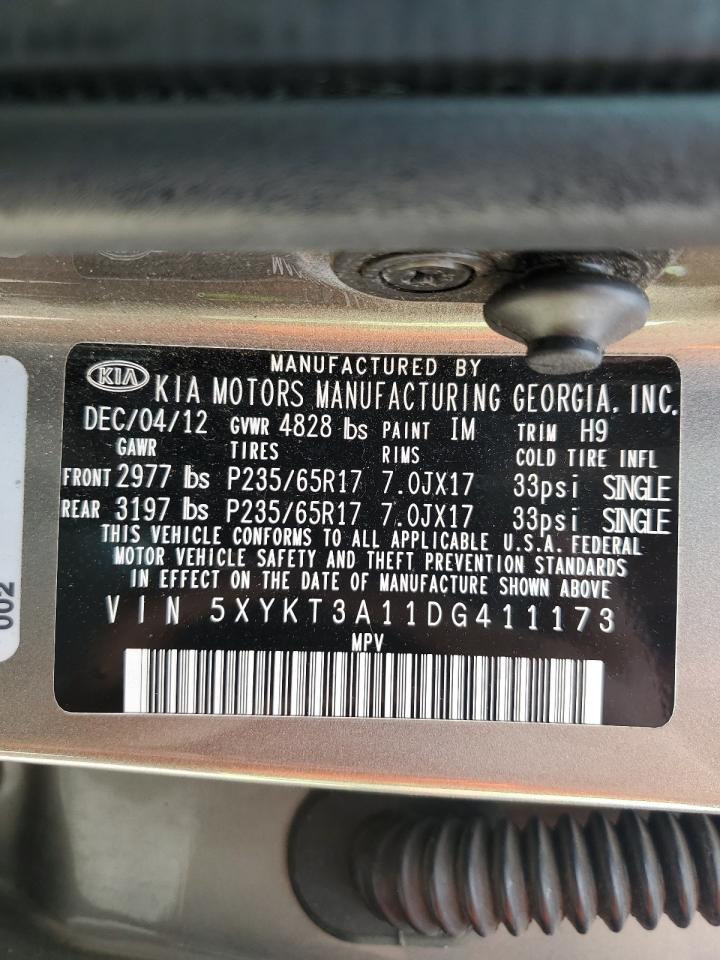 MANUFACTURED BY
KIA KIA MOTORS MANUFACTURING GEORGIA, INC.
DEC/04/12 GVWR 4828 lbs PAINT IM TRIM H9
GAWR TIRES RIMS COLD TIRE INFL
FRONT 2977 lbs P235/65R17 7.0JX17 33psi SINGLE
REAR 3197 lbs P235/65R17 7.0JX17 33psi SINGLE
THIS VEHICLE CONFORMS TO ALL APPLICABLE U.S.A. FEDERAL
MOTOR VEHICLE SAFETY AND THEFT PREVENTION STANDARDS
IN EFFECT ON THE DATE OF MANUFACTURE SHOWN ABOVE
VIN 5XYKT3A11DG411173
MPV
002